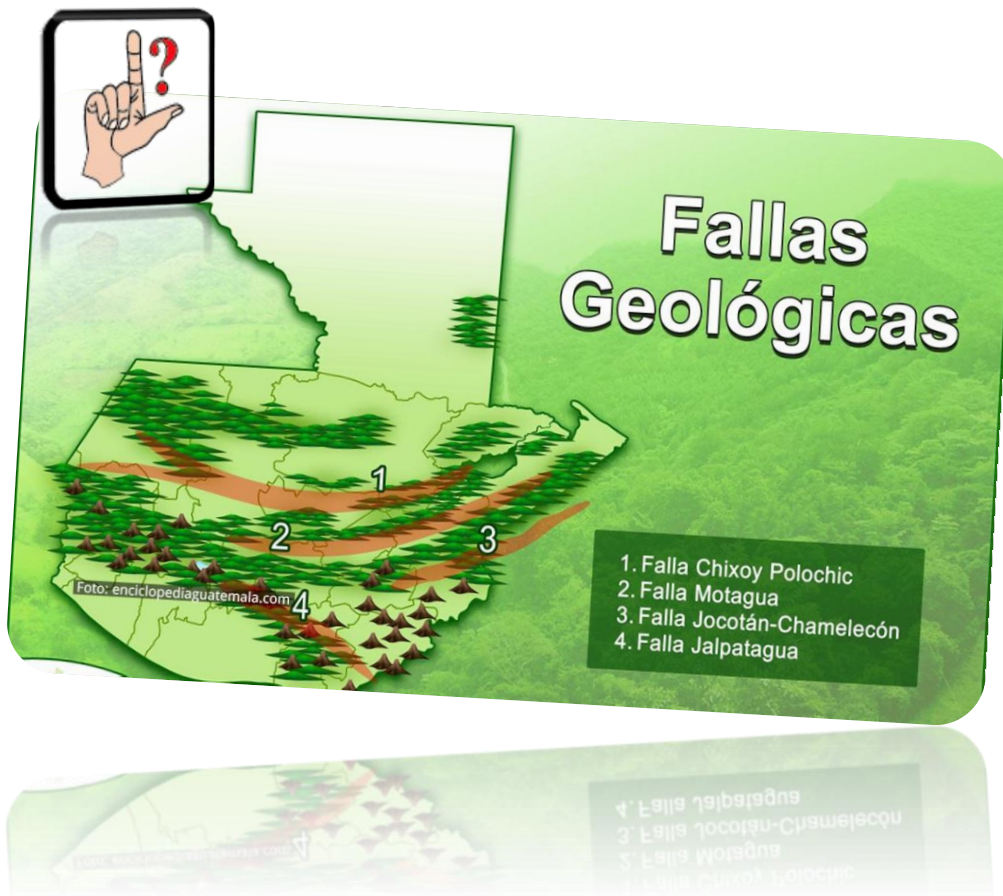 ?
Fallas
Geológicas
1
2
3
4
Foto: enciclopediaguatemala.com
1. Falla Chixoy Polochic
2. Falla Motagua
3. Falla Jocotán-Chamelecón
4. Falla Jalpatagua